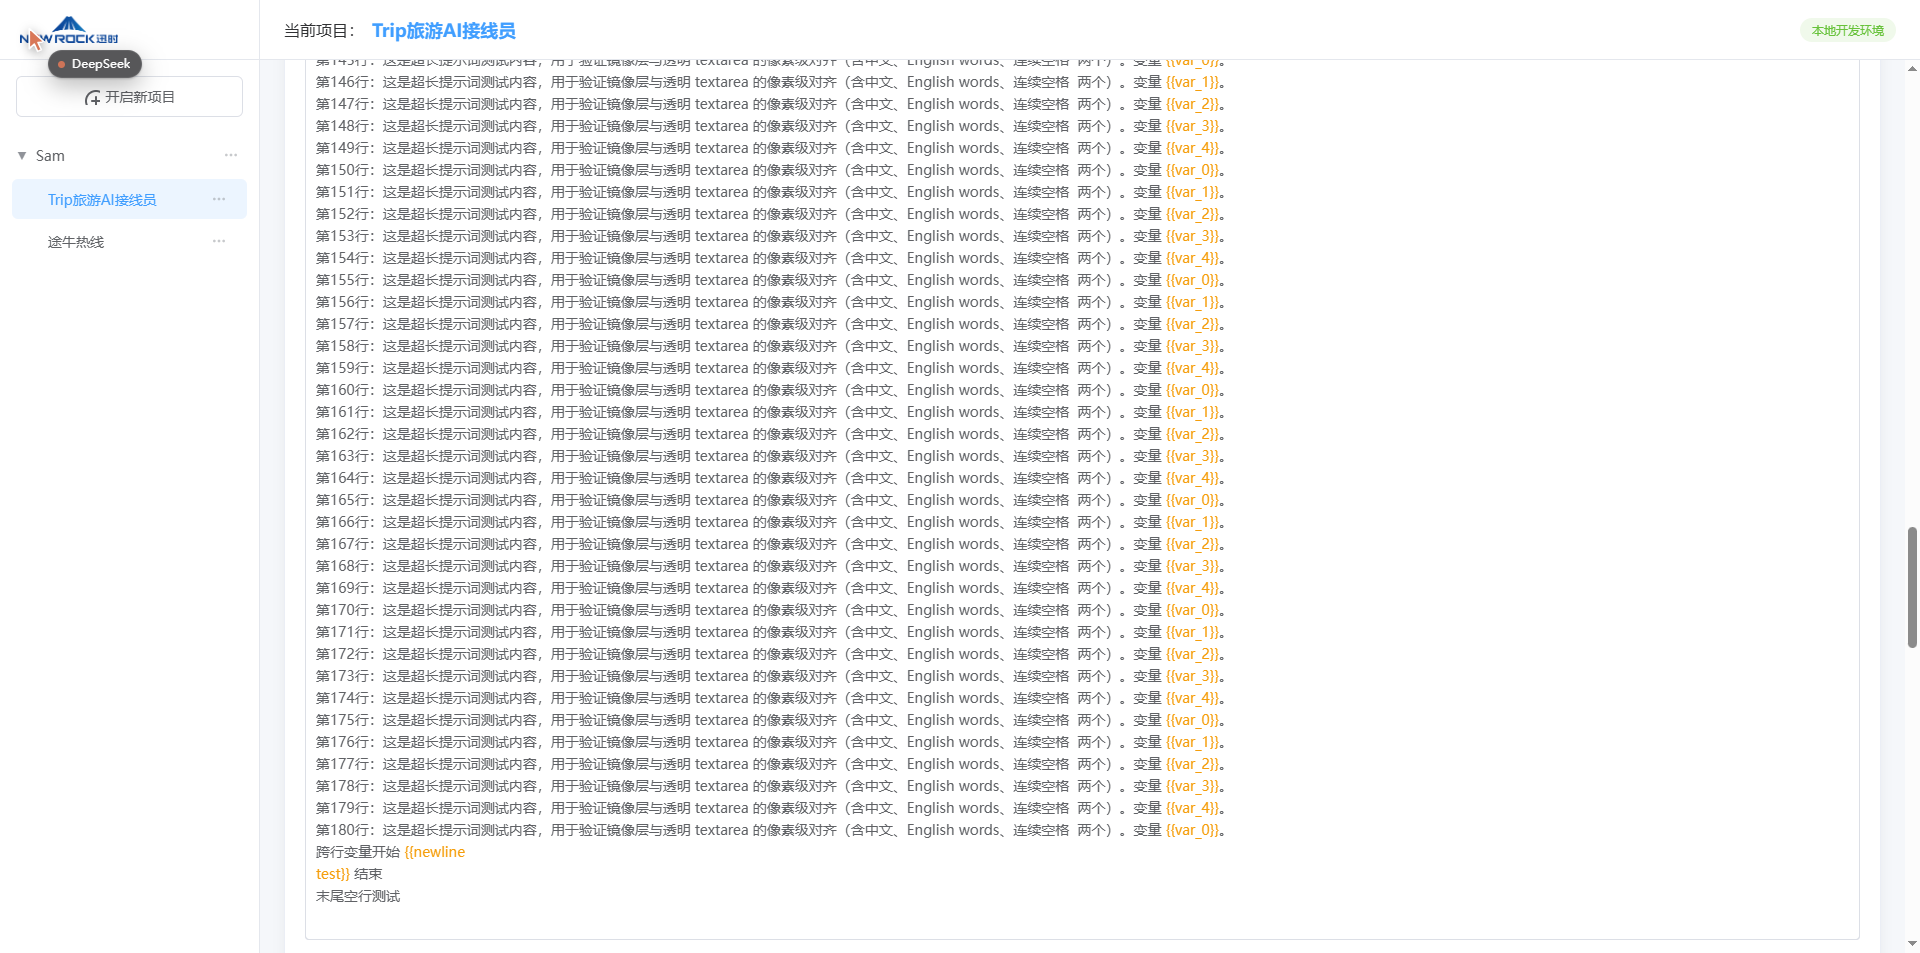 NEWROCK 迅时
当前项目： Trip旅游AI接线员
本地开发环境
DeepSeek
开启新项目
Sam
Trip旅游AI接线员
途牛热线
第145行：这是超长提示词测试内容，用于验证镜像层与透明 textarea 的像素级对齐（含中文、English words、连续空格  两个）。变量 {{var_0}}。
第146行：这是超长提示词测试内容，用于验证镜像层与透明 textarea 的像素级对齐（含中文、English words、连续空格  两个）。变量 {{var_1}}。
第147行：这是超长提示词测试内容，用于验证镜像层与透明 textarea 的像素级对齐（含中文、English words、连续空格  两个）。变量 {{var_2}}。
第148行：这是超长提示词测试内容，用于验证镜像层与透明 textarea 的像素级对齐（含中文、English words、连续空格  两个）。变量 {{var_3}}。
第149行：这是超长提示词测试内容，用于验证镜像层与透明 textarea 的像素级对齐（含中文、English words、连续空格  两个）。变量 {{var_4}}。
第150行：这是超长提示词测试内容，用于验证镜像层与透明 textarea 的像素级对齐（含中文、English words、连续空格  两个）。变量 {{var_0}}。
第151行：这是超长提示词测试内容，用于验证镜像层与透明 textarea 的像素级对齐（含中文、English words、连续空格  两个）。变量 {{var_1}}。
第152行：这是超长提示词测试内容，用于验证镜像层与透明 textarea 的像素级对齐（含中文、English words、连续空格  两个）。变量 {{var_2}}。
第153行：这是超长提示词测试内容，用于验证镜像层与透明 textarea 的像素级对齐（含中文、English words、连续空格  两个）。变量 {{var_3}}。
第154行：这是超长提示词测试内容，用于验证镜像层与透明 textarea 的像素级对齐（含中文、English words、连续空格  两个）。变量 {{var_4}}。
第155行：这是超长提示词测试内容，用于验证镜像层与透明 textarea 的像素级对齐（含中文、English words、连续空格  两个）。变量 {{var_0}}。
第156行：这是超长提示词测试内容，用于验证镜像层与透明 textarea 的像素级对齐（含中文、English words、连续空格  两个）。变量 {{var_1}}。
第157行：这是超长提示词测试内容，用于验证镜像层与透明 textarea 的像素级对齐（含中文、English words、连续空格  两个）。变量 {{var_2}}。
第158行：这是超长提示词测试内容，用于验证镜像层与透明 textarea 的像素级对齐（含中文、English words、连续空格  两个）。变量 {{var_3}}。
第159行：这是超长提示词测试内容，用于验证镜像层与透明 textarea 的像素级对齐（含中文、English words、连续空格  两个）。变量 {{var_4}}。
第160行：这是超长提示词测试内容，用于验证镜像层与透明 textarea 的像素级对齐（含中文、English words、连续空格  两个）。变量 {{var_0}}。
第161行：这是超长提示词测试内容，用于验证镜像层与透明 textarea 的像素级对齐（含中文、English words、连续空格  两个）。变量 {{var_1}}。
第162行：这是超长提示词测试内容，用于验证镜像层与透明 textarea 的像素级对齐（含中文、English words、连续空格  两个）。变量 {{var_2}}。
第163行：这是超长提示词测试内容，用于验证镜像层与透明 textarea 的像素级对齐（含中文、English words、连续空格  两个）。变量 {{var_3}}。
第164行：这是超长提示词测试内容，用于验证镜像层与透明 textarea 的像素级对齐（含中文、English words、连续空格  两个）。变量 {{var_4}}。
第165行：这是超长提示词测试内容，用于验证镜像层与透明 textarea 的像素级对齐（含中文、English words、连续空格  两个）。变量 {{var_0}}。
第166行：这是超长提示词测试内容，用于验证镜像层与透明 textarea 的像素级对齐（含中文、English words、连续空格  两个）。变量 {{var_1}}。
第167行：这是超长提示词测试内容，用于验证镜像层与透明 textarea 的像素级对齐（含中文、English words、连续空格  两个）。变量 {{var_2}}。
第168行：这是超长提示词测试内容，用于验证镜像层与透明 textarea 的像素级对齐（含中文、English words、连续空格  两个）。变量 {{var_3}}。
第169行：这是超长提示词测试内容，用于验证镜像层与透明 textarea 的像素级对齐（含中文、English words、连续空格  两个）。变量 {{var_4}}。
第170行：这是超长提示词测试内容，用于验证镜像层与透明 textarea 的像素级对齐（含中文、English words、连续空格  两个）。变量 {{var_0}}。
第171行：这是超长提示词测试内容，用于验证镜像层与透明 textarea 的像素级对齐（含中文、English words、连续空格  两个）。变量 {{var_1}}。
第172行：这是超长提示词测试内容，用于验证镜像层与透明 textarea 的像素级对齐（含中文、English words、连续空格  两个）。变量 {{var_2}}。
第173行：这是超长提示词测试内容，用于验证镜像层与透明 textarea 的像素级对齐（含中文、English words、连续空格  两个）。变量 {{var_3}}。
第174行：这是超长提示词测试内容，用于验证镜像层与透明 textarea 的像素级对齐（含中文、English words、连续空格  两个）。变量 {{var_4}}。
第175行：这是超长提示词测试内容，用于验证镜像层与透明 textarea 的像素级对齐（含中文、English words、连续空格  两个）。变量 {{var_0}}。
第176行：这是超长提示词测试内容，用于验证镜像层与透明 textarea 的像素级对齐（含中文、English words、连续空格  两个）。变量 {{var_1}}。
第177行：这是超长提示词测试内容，用于验证镜像层与透明 textarea 的像素级对齐（含中文、English words、连续空格  两个）。变量 {{var_2}}。
第178行：这是超长提示词测试内容，用于验证镜像层与透明 textarea 的像素级对齐（含中文、English words、连续空格  两个）。变量 {{var_3}}。
第179行：这是超长提示词测试内容，用于验证镜像层与透明 textarea 的像素级对齐（含中文、English words、连续空格  两个）。变量 {{var_4}}。
第180行：这是超长提示词测试内容，用于验证镜像层与透明 textarea 的像素级对齐（含中文、English words、连续空格  两个）。变量 {{var_0}}。
跨行变量开始 {{newline
test}} 结束
末尾空行测试